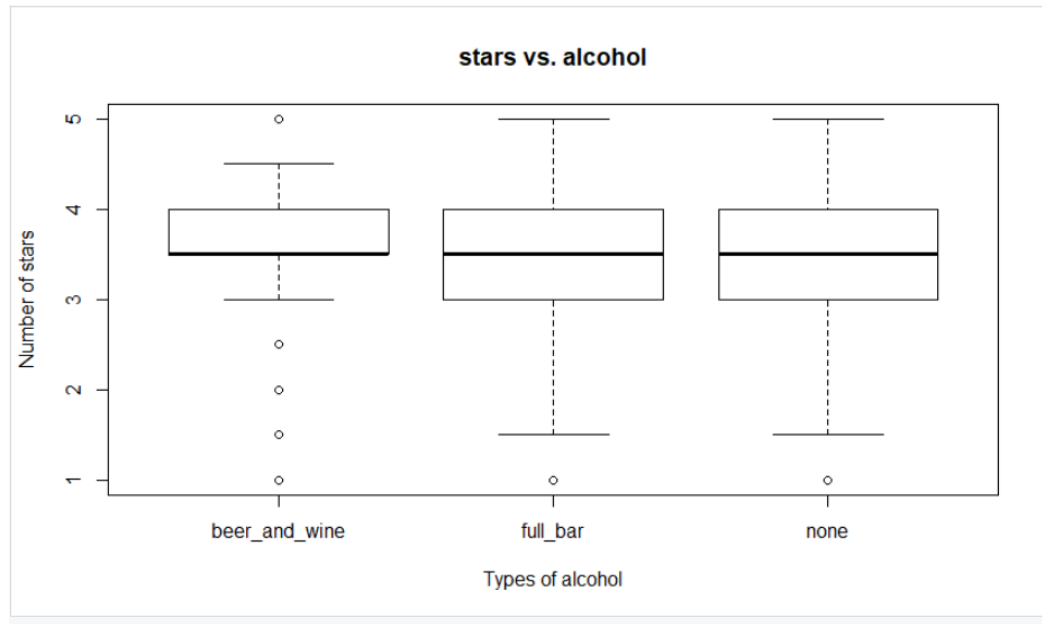 stars vs. alcohol
5
4
3
2
1
Number of stars
beer_and_wine
full_bar
none
Types of alcohol